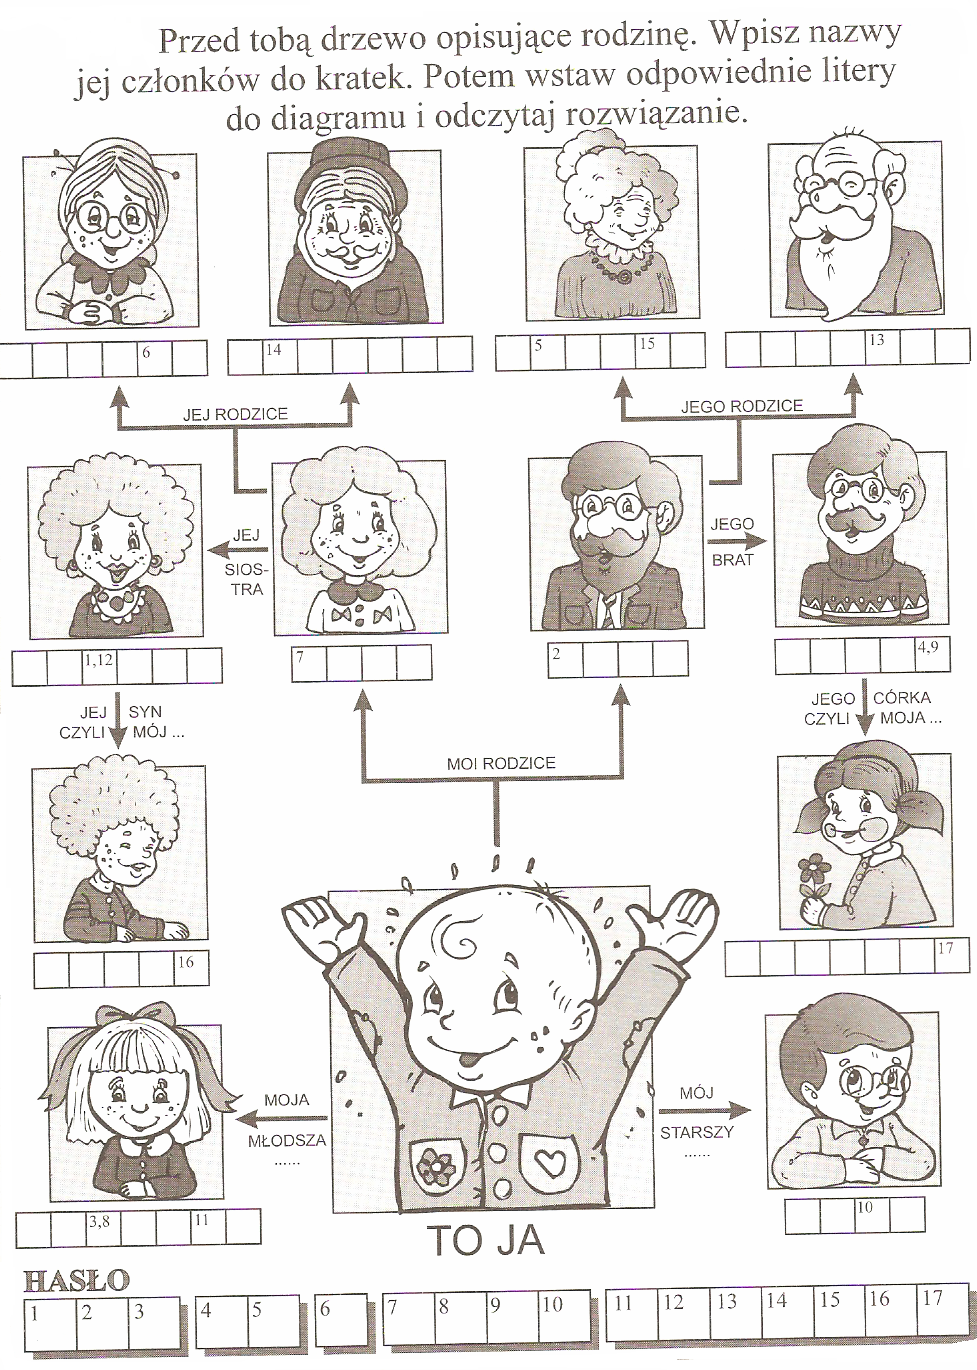 Przed tobą drzewo opisujące rodzinę. Wpisz nazwy
jej członków do kratek. Potem wstaw odpowiednie litery
do diagramu i odczytaj rozwiązanie.
6
14
5
15
13
JEJ RODZICE
JEGO RODZICE
JEJ
SIOS-
TRA
JEGO
BRAT
1,12
7
2
4,9
JEJ SYN
CZYLI MÓJ ...
JEGO CÓRKA
CZYLI MOJA ...
MOI RODZICE
16
17
MOJA
MŁODSZA
......
MÓJ
STARSZY
......
3,8
11
10
TO JA
HASŁO
1 2 3 4 5 6 7 8 9 10 11 12 13 14 15 16 17